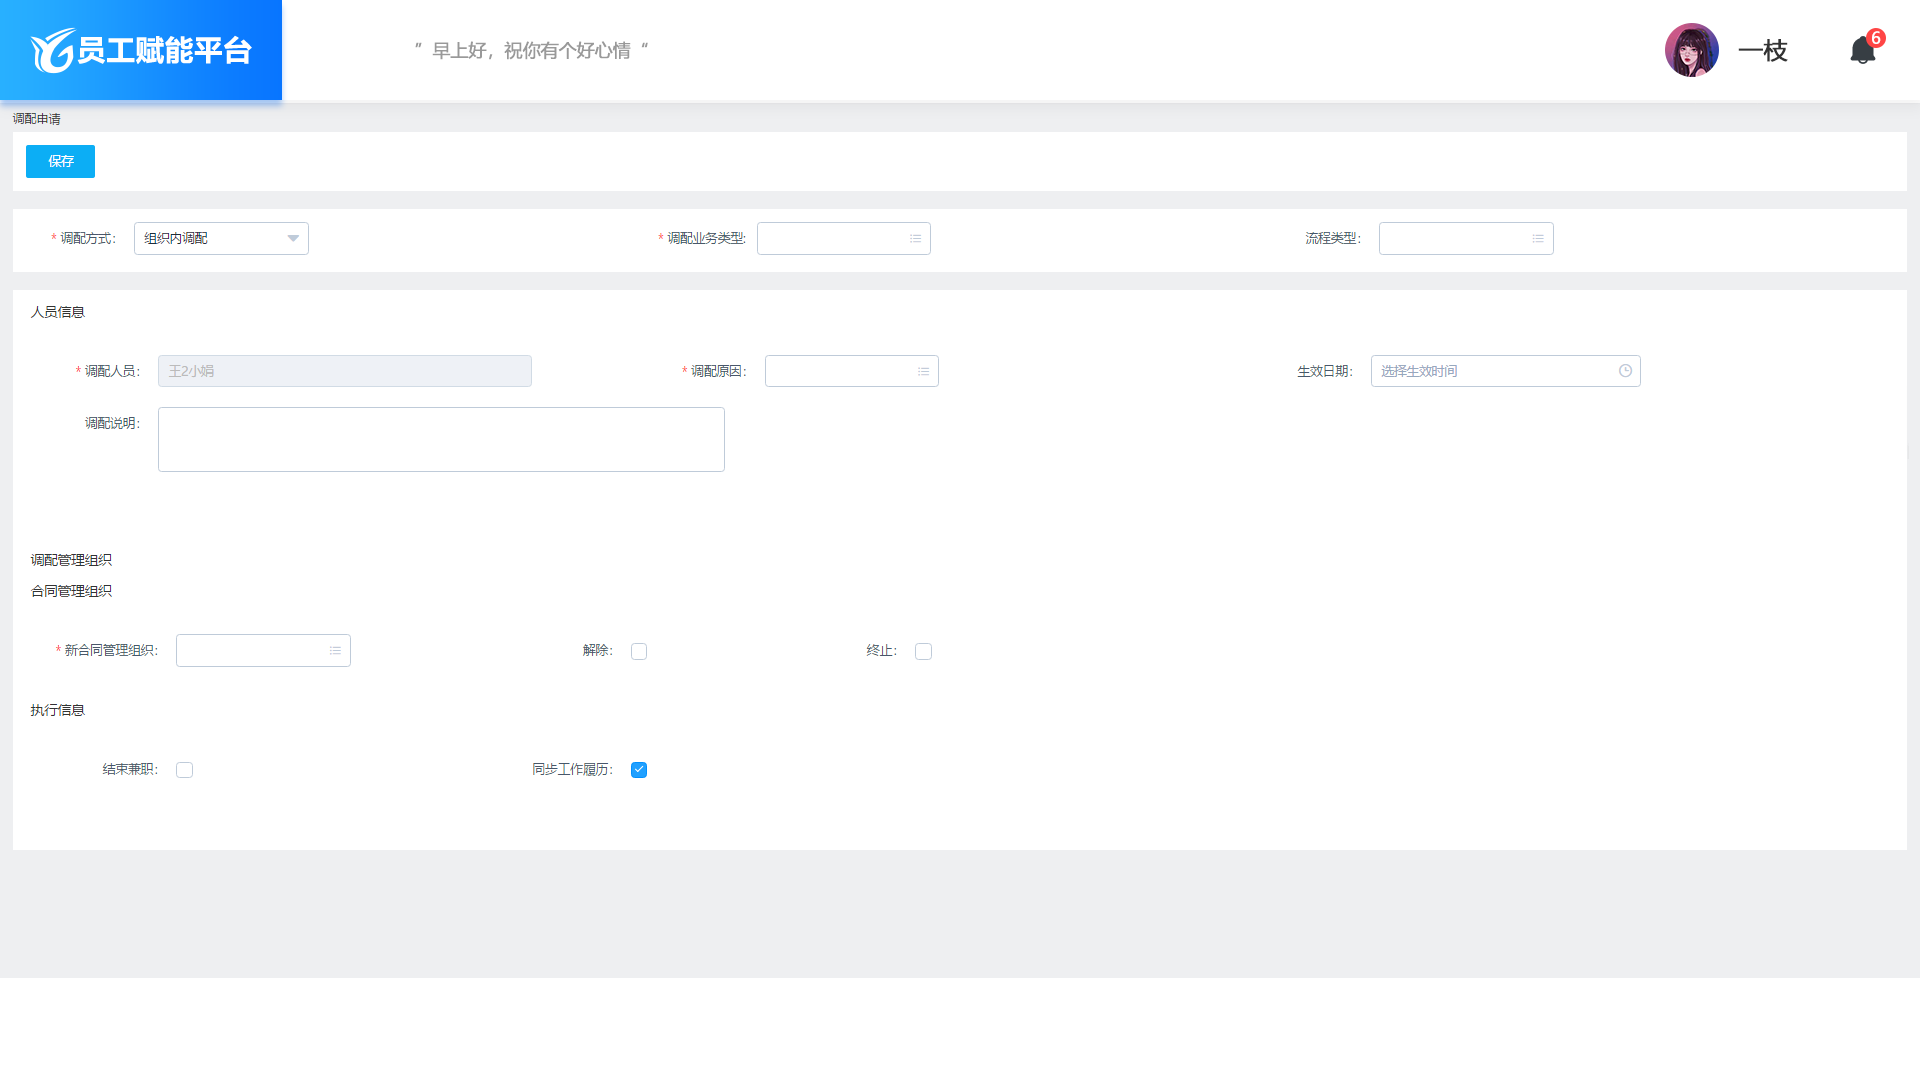 员工赋能平台
” 早上好，祝你有个好心情 “
一枝
6
调配申请
保存
* 调配方式: 组织内调配
* 调配业务类型:
流程类型:
人员信息
* 调配人员: 王2小娟
* 调配原因:
生效日期: 选择生效时间
调配说明:
调配管理组织
合同管理组织
* 新合同管理组织:
解除:
终止:
执行信息
结束兼职:
同步工作履历: